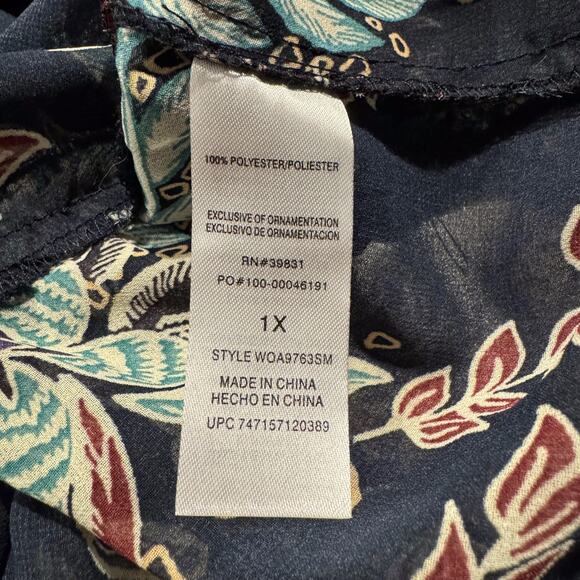 100% POLYESTER/POLIESTER
EXCLUSIVE OF ORNAMENTATION
EXCLUSIVO DE ORNAMENTACION
RN#39831
PO#100-00046191
1X
STYLE WOA9763SM
MADE IN CHINA
HECHO EN CHINA
UPC 747157120389